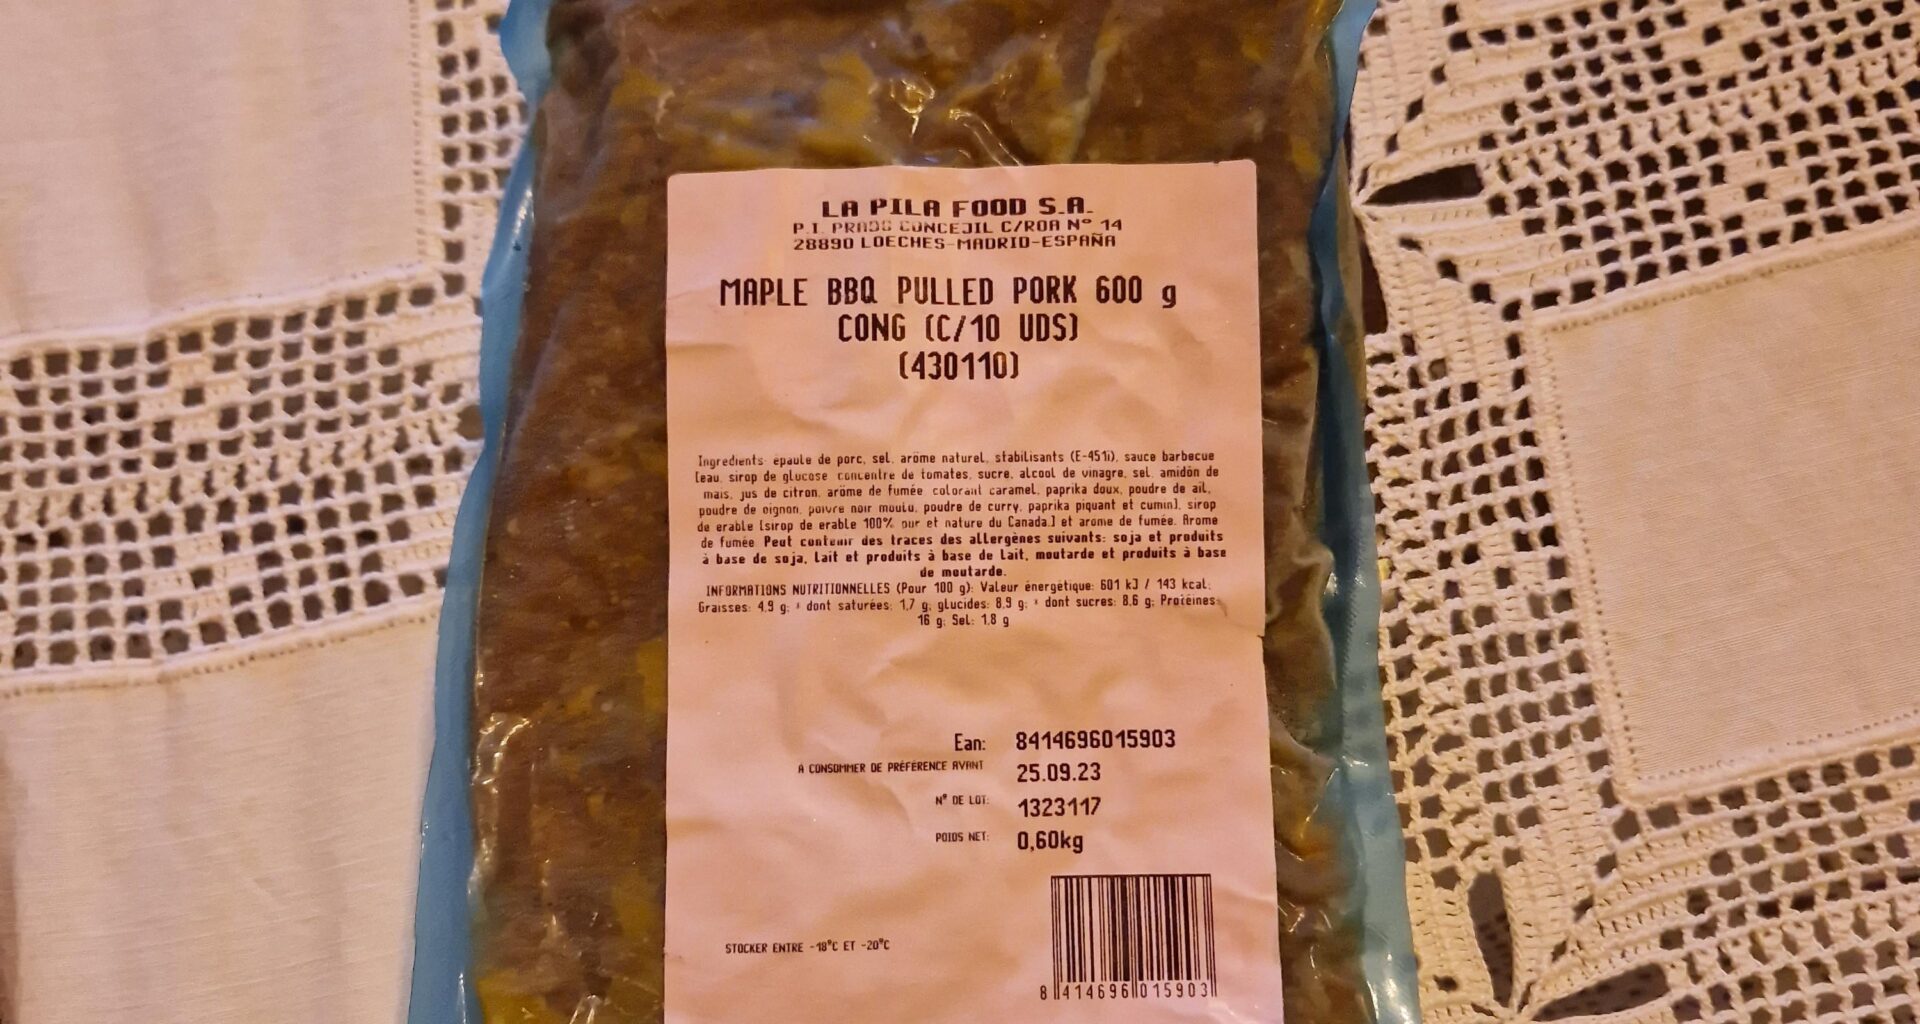 LA PILA FOOD S.A.
P.I. PRADO CONCEJIL C/ROA Nº 14
28890 LOECHES-MADRID-ESPAÑA
MAPLE BBQ PULLED PORK 600 g
CONG (C/10 UDS)
(430110)
Ingredients: épaule de porc, sel, arôme naturel, stabilisants (E-451i), sauce barbecue
[eau, sirop de glucose concentré de tomates, sucre, alcool de vinagre, sel, amidón de
mais, jus de citron, arôme de fumée colorant caramel, paprika doux, poudre de ail,
poudre de oignon, poivre noir moulu, poudre de curry, paprika piquant et cumin], sirop
de erable [sirop de erable 100% pur et nature du Canada.] et arome de fumée. Arome
de fumée Peut contenir des traces des allergènes suivants: soja et produits
à base de soja, Lait et produits à base de Lait, moutarde et produits à base
de moutarde.
INFORMATIONS NUTRITIONNELLES (Pour 100 g): Valeur énergétique: 601 kJ / 143 kcal;
Graisses: 4,9 g; * dont saturées: 1,7 g; glucides: 8,9 g; * dont sucres: 8,6 g; Protéines:
16 g; Sel: 1,8 g
Ean: 8414696015903
A CONSOMMER DE PRÉFÉRENCE AVANT 25.09.23
Nº DE LOT: 1323117
POIDS NET: 0,60kg
STOCKER ENTRE -18°C ET -20°C
8 414696 015903